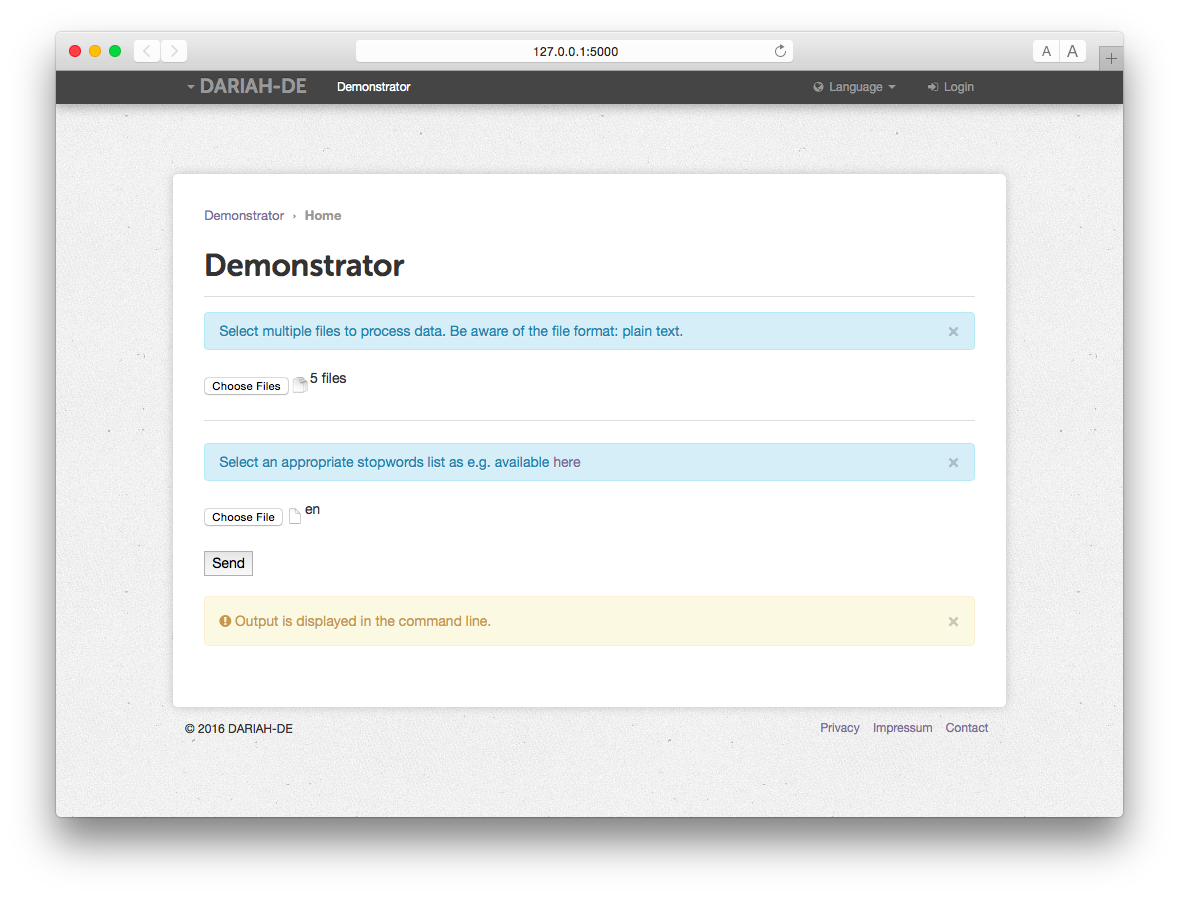 127.0.0.1:5000
A A
DARIAH-DE Demonstrator Language Login
Demonstrator › Home
Demonstrator
Select multiple files to process data. Be aware of the file format: plain text. ×
Choose Files 5 files
Select an appropriate stopwords list as e.g. available here ×
Choose File en
Send
Output is displayed in the command line. ×
© 2016 DARIAH-DE Privacy Impressum Contact